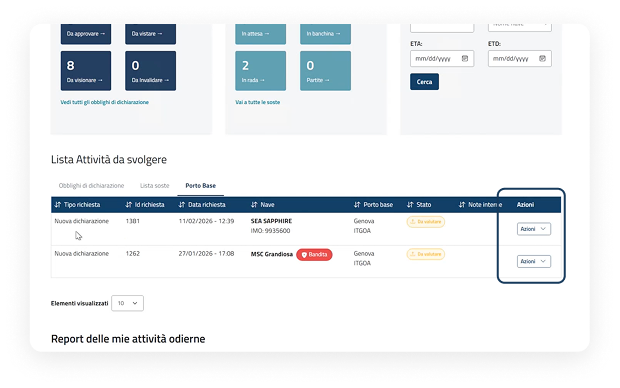 Da approvare →
Da vistare →
In attesa →
In banchina →
ETA:
ETD:
mm/dd/yyyy
mm/dd/yyyy
8
0
2
0
Da visionare →
Da Invalidare →
In rada →
Partite →
Cerca
Vedi tutti gli obblighi di dichiarazione
Vai a tutte le soste
Lista Attività da svolgere
Obblighi di dichiarazione
Lista soste
Porto Base
Tipo richiesta
Id richiesta
Data richiesta
Nave
Porto base
Stato
Note intern e
Azioni
Nuova dichiarazione
1381
11/02/2026 - 12:39
SEA SAPPHIRE
IMO: 9935600
Genova
ITGOA
Da valutare
Azioni
Nuova dichiarazione
1262
27/01/2026 - 17:08
MSC Grandiosa
Bandita
Genova
ITGOA
Da valutare
Azioni
Elementi visualizzati
10
Report delle mie attività odierne